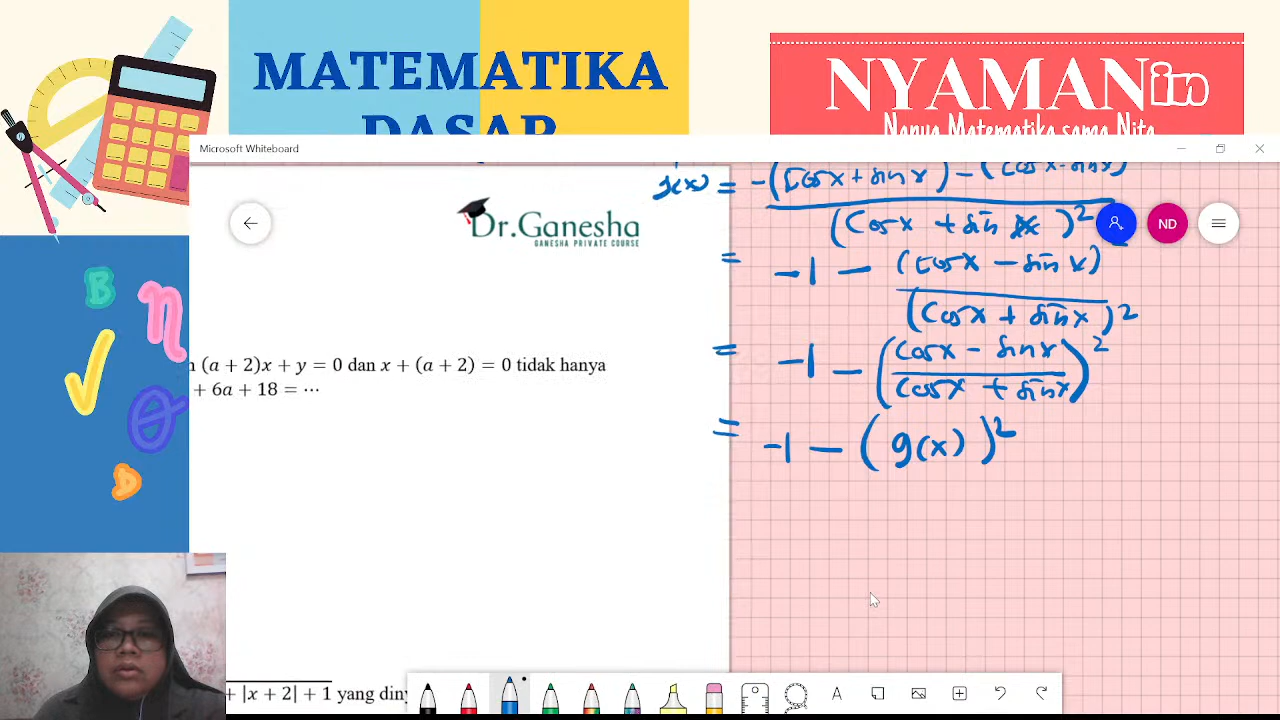 MATEMATIKA
DASAR
NYAMANin
Nanya Matematika sama Nita
Microsoft Whiteboard
Dr.Ganesha
GANESHA PRIVATE COURSE
ND
(a + 2)x + y = 0 dan x + (a + 2) = 0 tidak hanya
+ 6a + 18 = ⋯
+ |x + 2| + 1 yang
g'(x) = -(cos x + sin x) - (cos x - sin x) / (cos x + sin x)²
= -1 - (cos x - sin x) / (cos x + sin x)²
= -1 - (cos x - sin x / cos x + sin x)²
= -1 - (g(x))²
B
η
θ
D
A